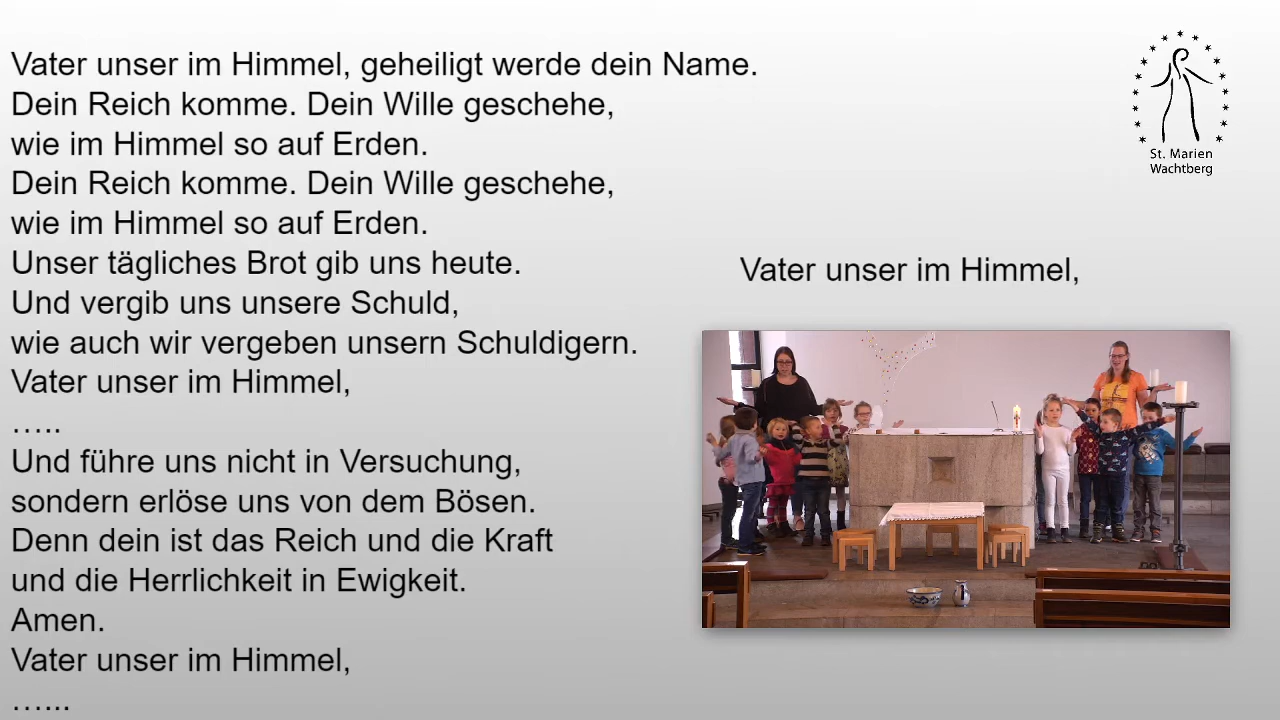 Vater unser im Himmel, geheiligt werde dein Name.
Dein Reich komme. Dein Wille geschehe,
wie im Himmel so auf Erden.
Dein Reich komme. Dein Wille geschehe,
wie im Himmel so auf Erden.
Unser tägliches Brot gib uns heute.
Und vergib uns unsere Schuld,
wie auch wir vergeben unsern Schuldigern.
Vater unser im Himmel,
…..
Und führe uns nicht in Versuchung,
sondern erlöse uns von dem Bösen.
Denn dein ist das Reich und die Kraft
und die Herrlichkeit in Ewigkeit.
Amen.
Vater unser im Himmel,
…...
St. Marien
Wachtberg
Vater unser im Himmel,